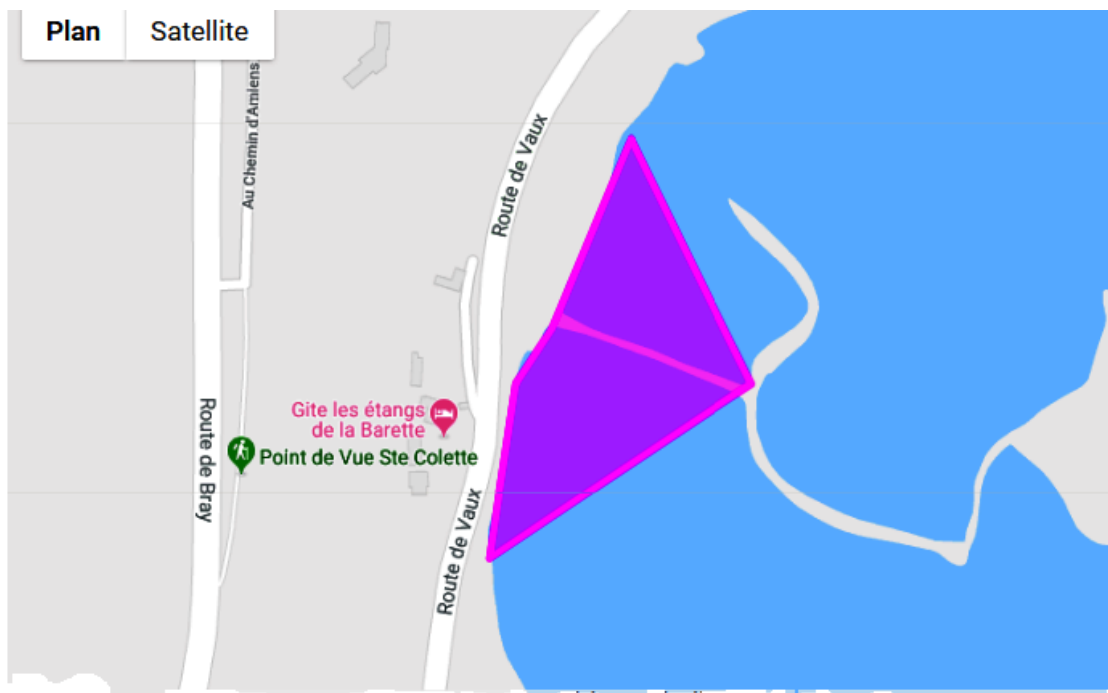 Plan
Satellite
Au Chemin d'Amiens
Route de Vaux
Gite les étangs
de la Barette
Point de Vue Ste Colette
Route de Bray
Route de Vaux